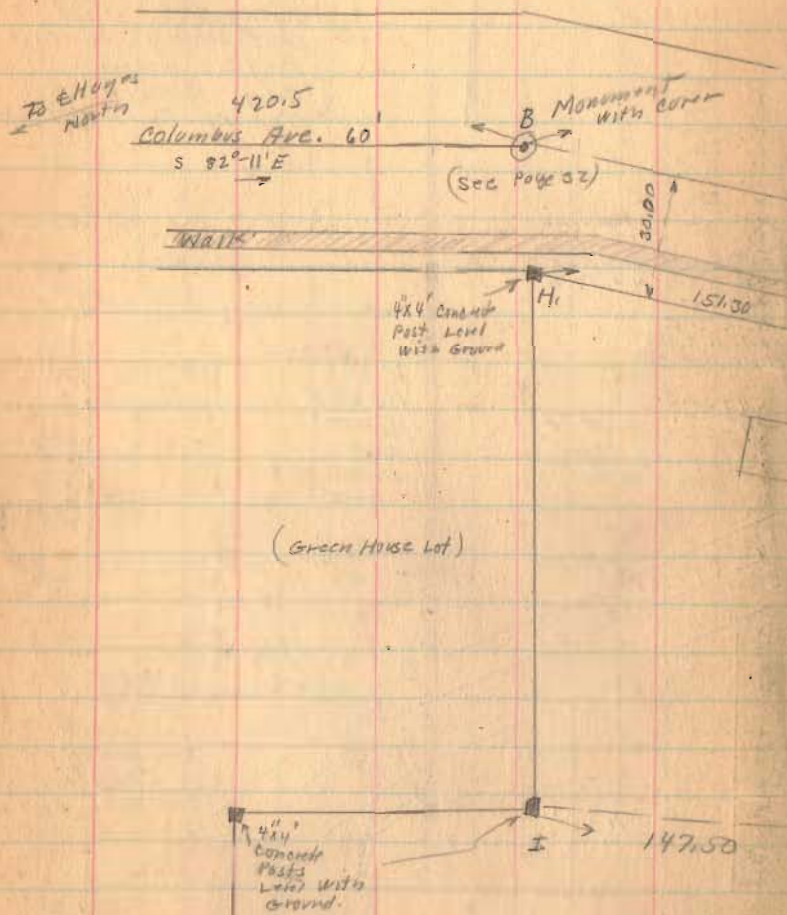 To ⅊ Hayes
North
420.5
Columbus Ave. 60'
S 82°-11' E
B
Monument
with Cover
(See Page 32)
30.00
Walk
H.
151.30
4"x4" Concrete
Post Level
with Ground
(Green House Lot)
4"x4"
Concrete
Posts
Level with
Ground.
I
147.50